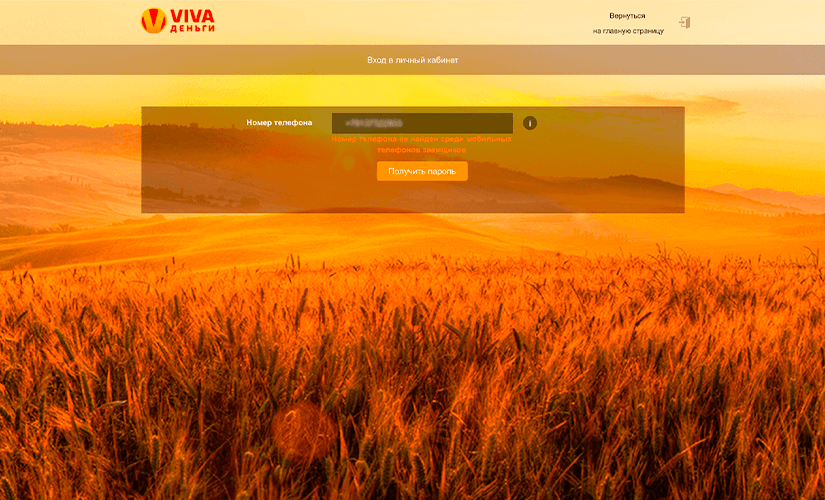 VIVA
ДЕНЬГИ
Вернуться
на главную страницу
Вход в личный кабинет
Номер телефона
i
Номер телефона не найден среди мобильных
телефонов заемщиков
Получить пароль